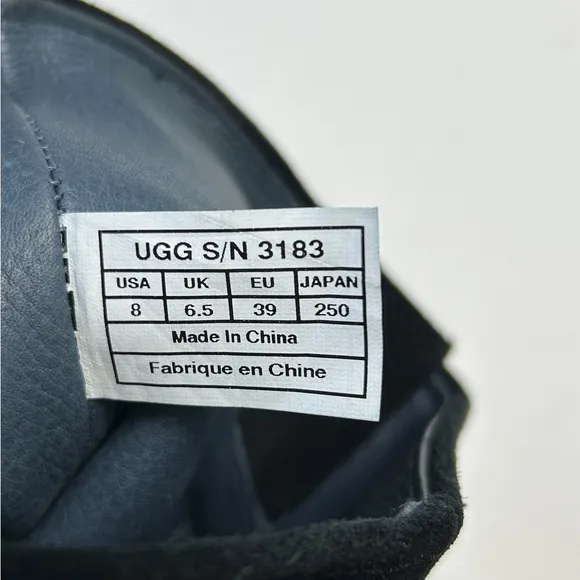 UGG S/N 3183
USA UK EU JAPAN
8 6.5 39 250
Made In China
Fabrique en Chine